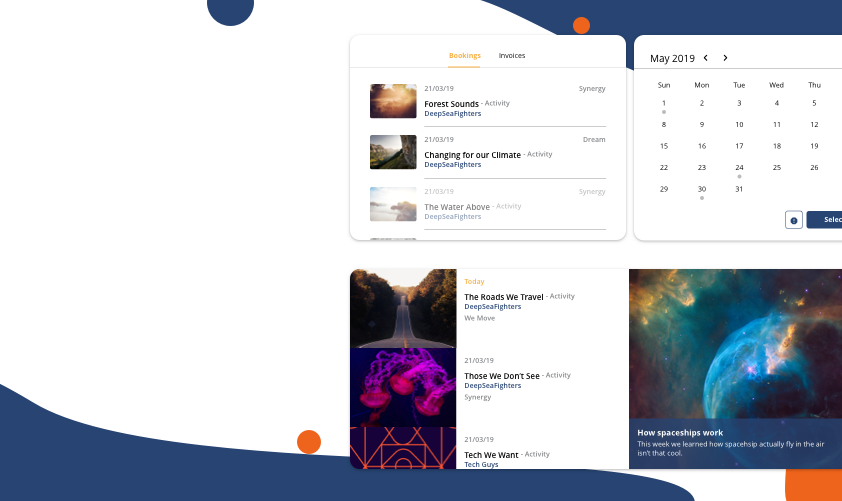 Bookings Invoices
21/03/19 Synergy
Forest Sounds - Activity
DeepSeaFighters
21/03/19 Dream
Changing for our Climate - Activity
DeepSeaFighters
21/03/19 Synergy
The Water Above - Activity
DeepSeaFighters
May 2019
Sun Mon Tue Wed Thu
1 2 3 4 5
8 9 10 11 12
15 16 17 18 19
22 23 24 25 26
29 30 31
Selec
Today
The Roads We Travel - Activity
DeepSeaFighters
We Move
21/03/19
Those We Don't See - Activity
DeepSeaFighters
Synergy
21/03/19
Tech We Want - Activity
Tech Guys
How spaceships work
This week we learned how spacehsip actually fly in the air
isn't that cool.